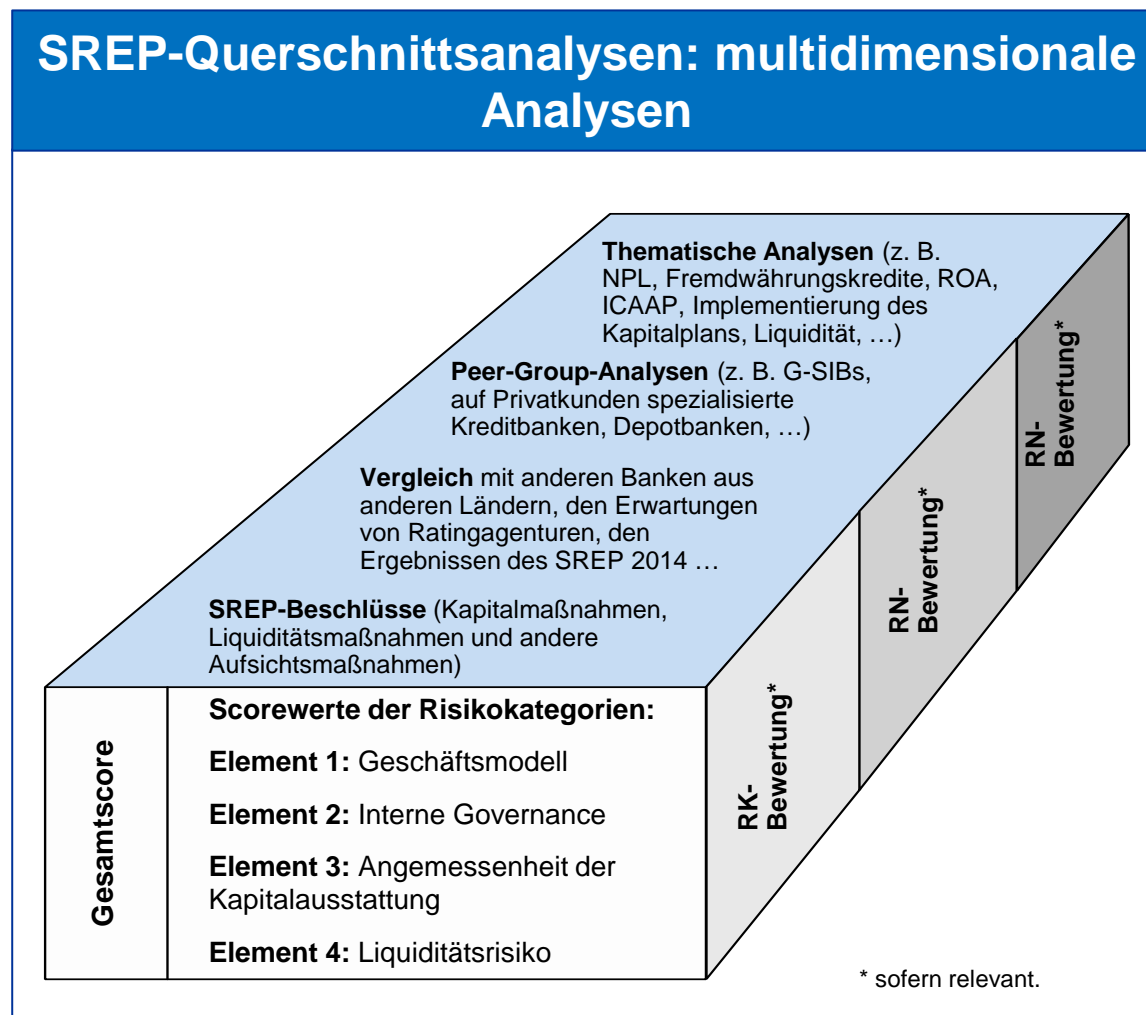 SREP-Querschnittsanalysen: multidimensionale
Analysen
Thematische Analysen (z. B.
NPL, Fremdwährungskredite, ROA,
ICAAP, Implementierung des
Kapitalplans, Liquidität, …)
Peer-Group-Analysen (z. B. G-SIBs,
auf Privatkunden spezialisierte
Kreditbanken, Depotbanken, …)
Vergleich mit anderen Banken aus
anderen Ländern, den Erwartungen
von Ratingagenturen, den
Ergebnissen des SREP 2014 …
SREP-Beschlüsse (Kapitalmaßnahmen,
Liquiditätsmaßnahmen und andere
Aufsichtsmaßnahmen)
Gesamtscore
Scorewerte der Risikokategorien:
Element 1: Geschäftsmodell
Element 2: Interne Governance
Element 3: Angemessenheit der
Kapitalausstattung
Element 4: Liquiditätsrisiko
RK-
Bewertung*
RN-
Bewertung*
RN-
Bewertung*
* sofern relevant.